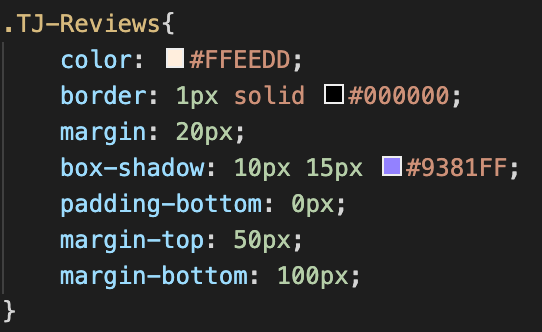 .TJ-Reviews{
color: #FFEEDD;
border: 1px solid #000000;
margin: 20px;
box-shadow: 10px 15px #9381FF;
padding-bottom: 0px;
margin-top: 50px;
margin-bottom: 100px;
}